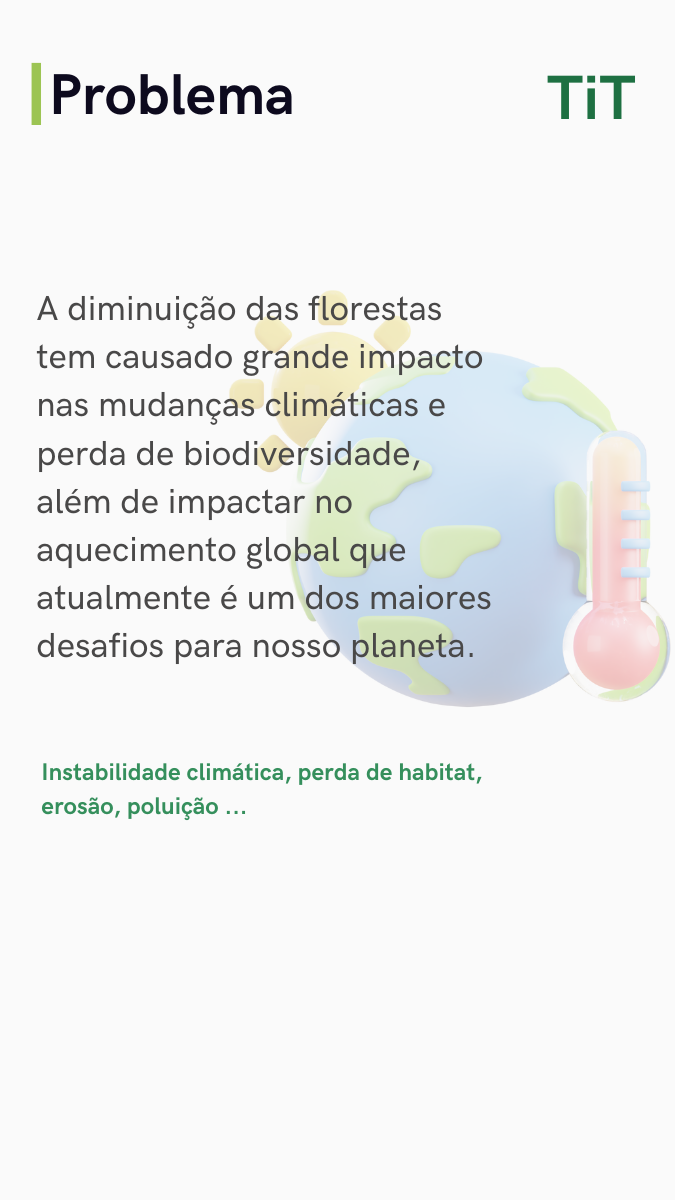 Problema
TiT
A diminuição das florestas
tem causado grande impacto
nas mudanças climáticas e
perda de biodiversidade,
além de impactar no
aquecimento global que
atualmente é um dos maiores
desafios para nosso planeta.
Instabilidade climática, perda de habitat,
erosão, poluição ...